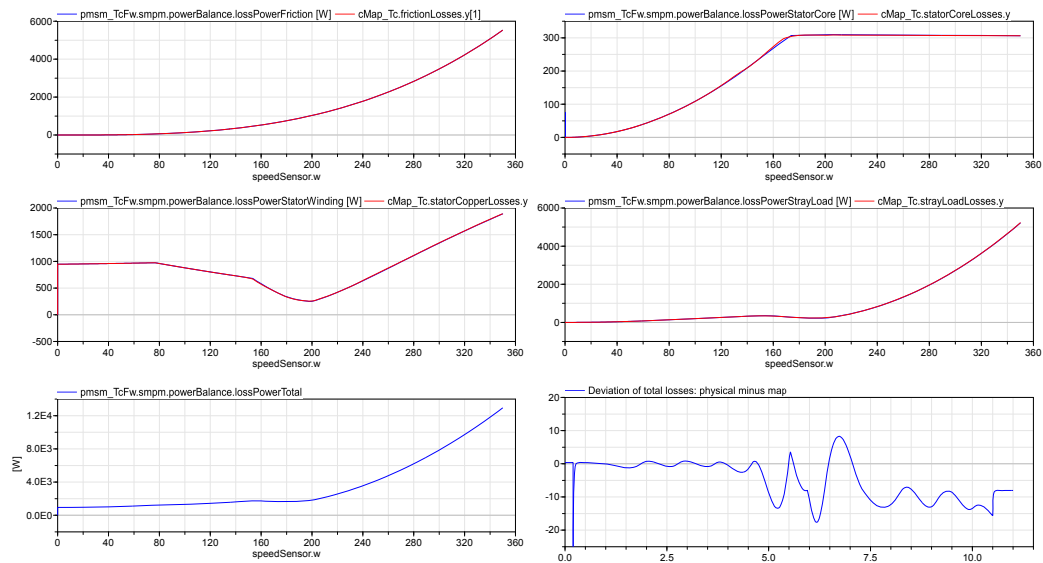 pmsm_TcFw.smpm.powerBalance.lossPowerFriction [W] cMap_Tc.frictionLosses.y[1]
6000
4000
2000
0
0 40 80 120 160 200 240 280 320 360
speedSensor.w
pmsm_TcFw.smpm.powerBalance.lossPowerStatorCore [W] cMap_Tc.statorCoreLosses.y
300
200
100
0
0 40 80 120 160 200 240 280 320 360
speedSensor.w
pmsm_TcFw.smpm.powerBalance.lossPowerStatorWinding [W] cMap_Tc.statorCopperLosses.y
2000
1500
1000
500
0
-500
0 40 80 120 160 200 240 280 320 360
speedSensor.w
pmsm_TcFw.smpm.powerBalance.lossPowerStrayLoad [W] cMap_Tc.strayLoadLosses.y
6000
4000
2000
0
0 40 80 120 160 200 240 280 320 360
speedSensor.w
pmsm_TcFw.smpm.powerBalance.lossPowerTotal
1.2E4
8.0E3
4.0E3
0.0E0
[W]
0 40 80 120 160 200 240 280 320 360
speedSensor.w
Deviation of total losses: physical minus map
20
10
0
-10
-20
0.0 2.5 5.0 7.5 10.0